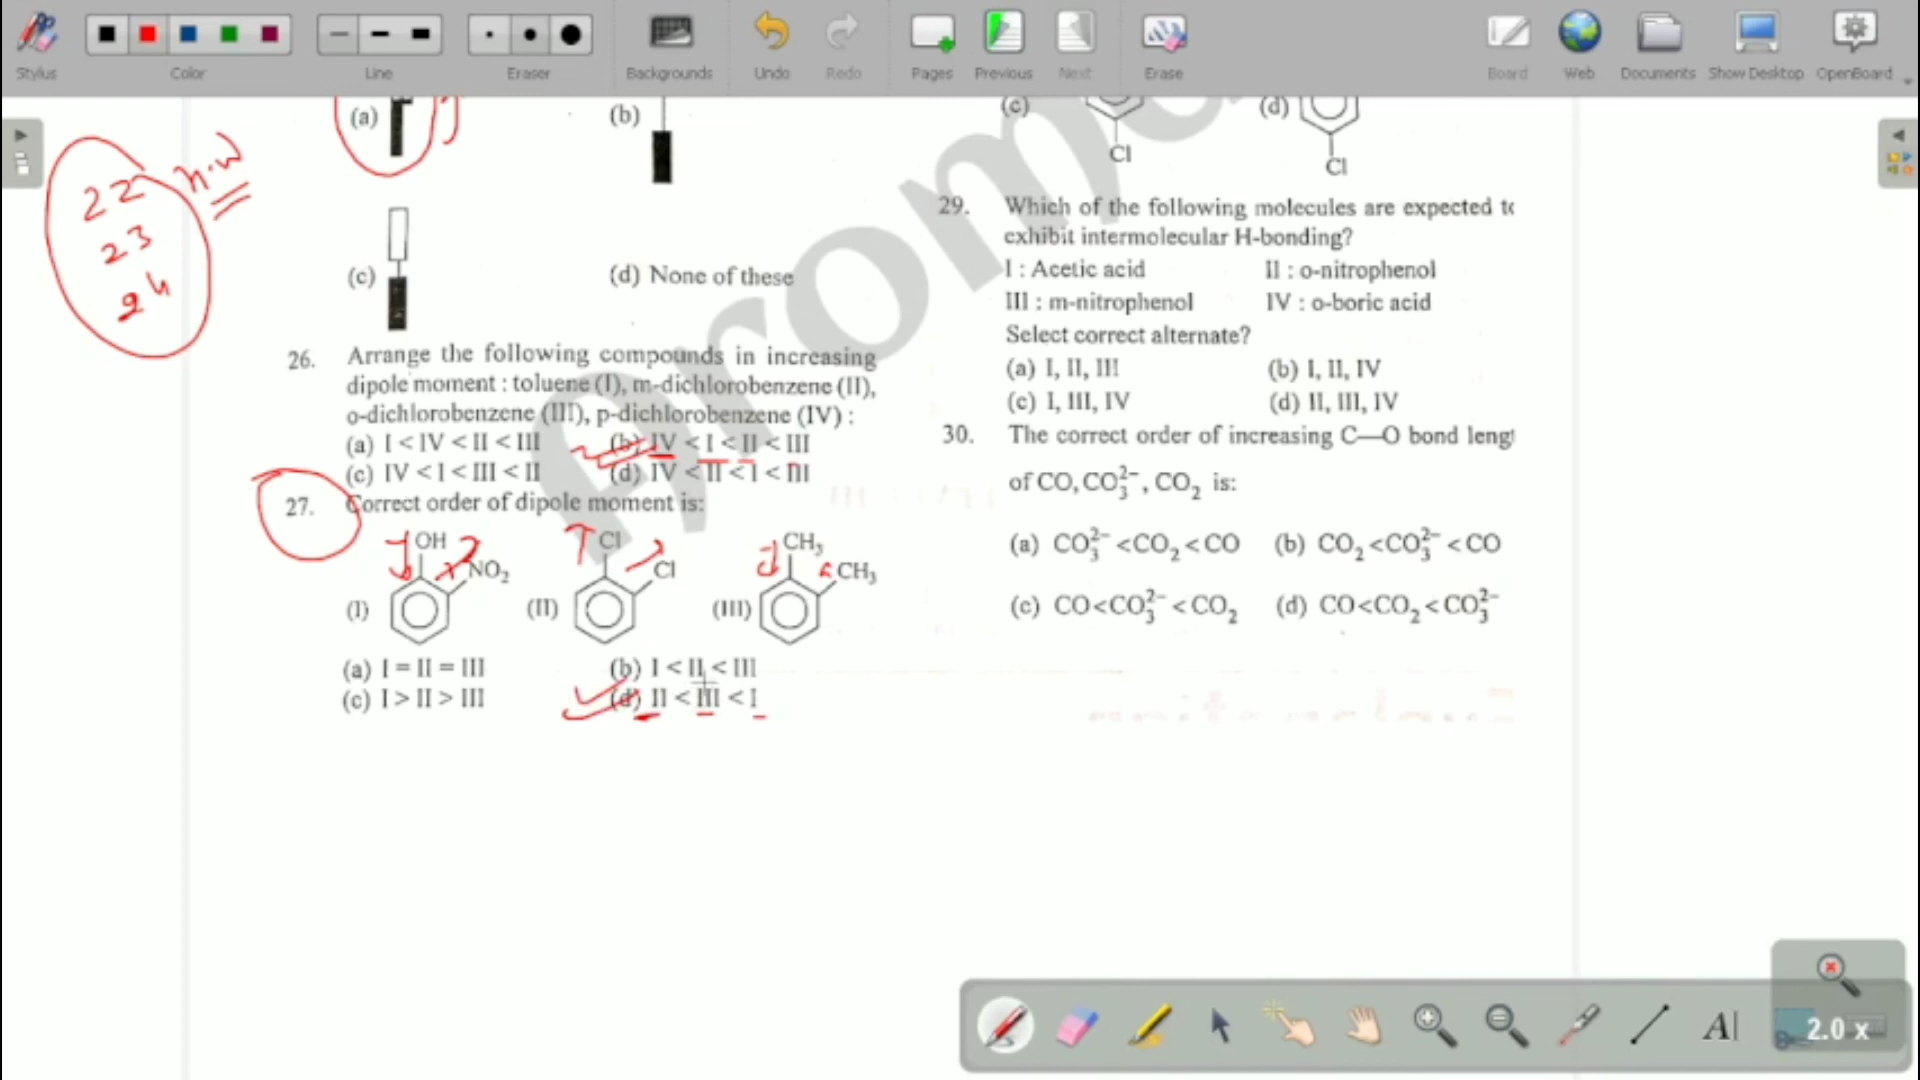 Stylus
Color
Line
Eraser
Backgrounds
Undo
Redo
Pages
Previous
Next
Erase
Board
Web
Documents
Show Desktop
OpenBoard
22 h.w
23
24
(a)
(b)
(c)
(d) None of these
26. Arrange the following compounds in increasing
dipole moment : toluene (I), m-dichlorobenzene (II),
o-dichlorobenzene (III), p-dichlorobenzene (IV) :
(a) I < IV < II < III (b) IV < I < II < III
(c) IV < I < III < II (d) IV < II < I < III
27. Correct order of dipole moment is:
OH NO₂ Cl Cl CH₃ CH₃
(I) (II) (III)
(a) I = II = III (b) I < II < III
(c) I > II > III (d) II < III < I
(c) (d)
Cl Cl
29. Which of the following molecules are expected to
exhibit intermolecular H-bonding?
I : Acetic acid II : o-nitrophenol
III : m-nitrophenol IV : o-boric acid
Select correct alternate?
(a) I, II, III (b) I, II, IV
(c) I, III, IV (d) II, III, IV
30. The correct order of increasing C—O bond lengt
of CO, CO₃²⁻, CO₂ is:
(a) CO₃²⁻ < CO₂ < CO (b) CO₂ < CO₃²⁻ < CO
(c) CO < CO₃²⁻ < CO₂ (d) CO < CO₂ < CO₃²⁻
A|
2.0 x